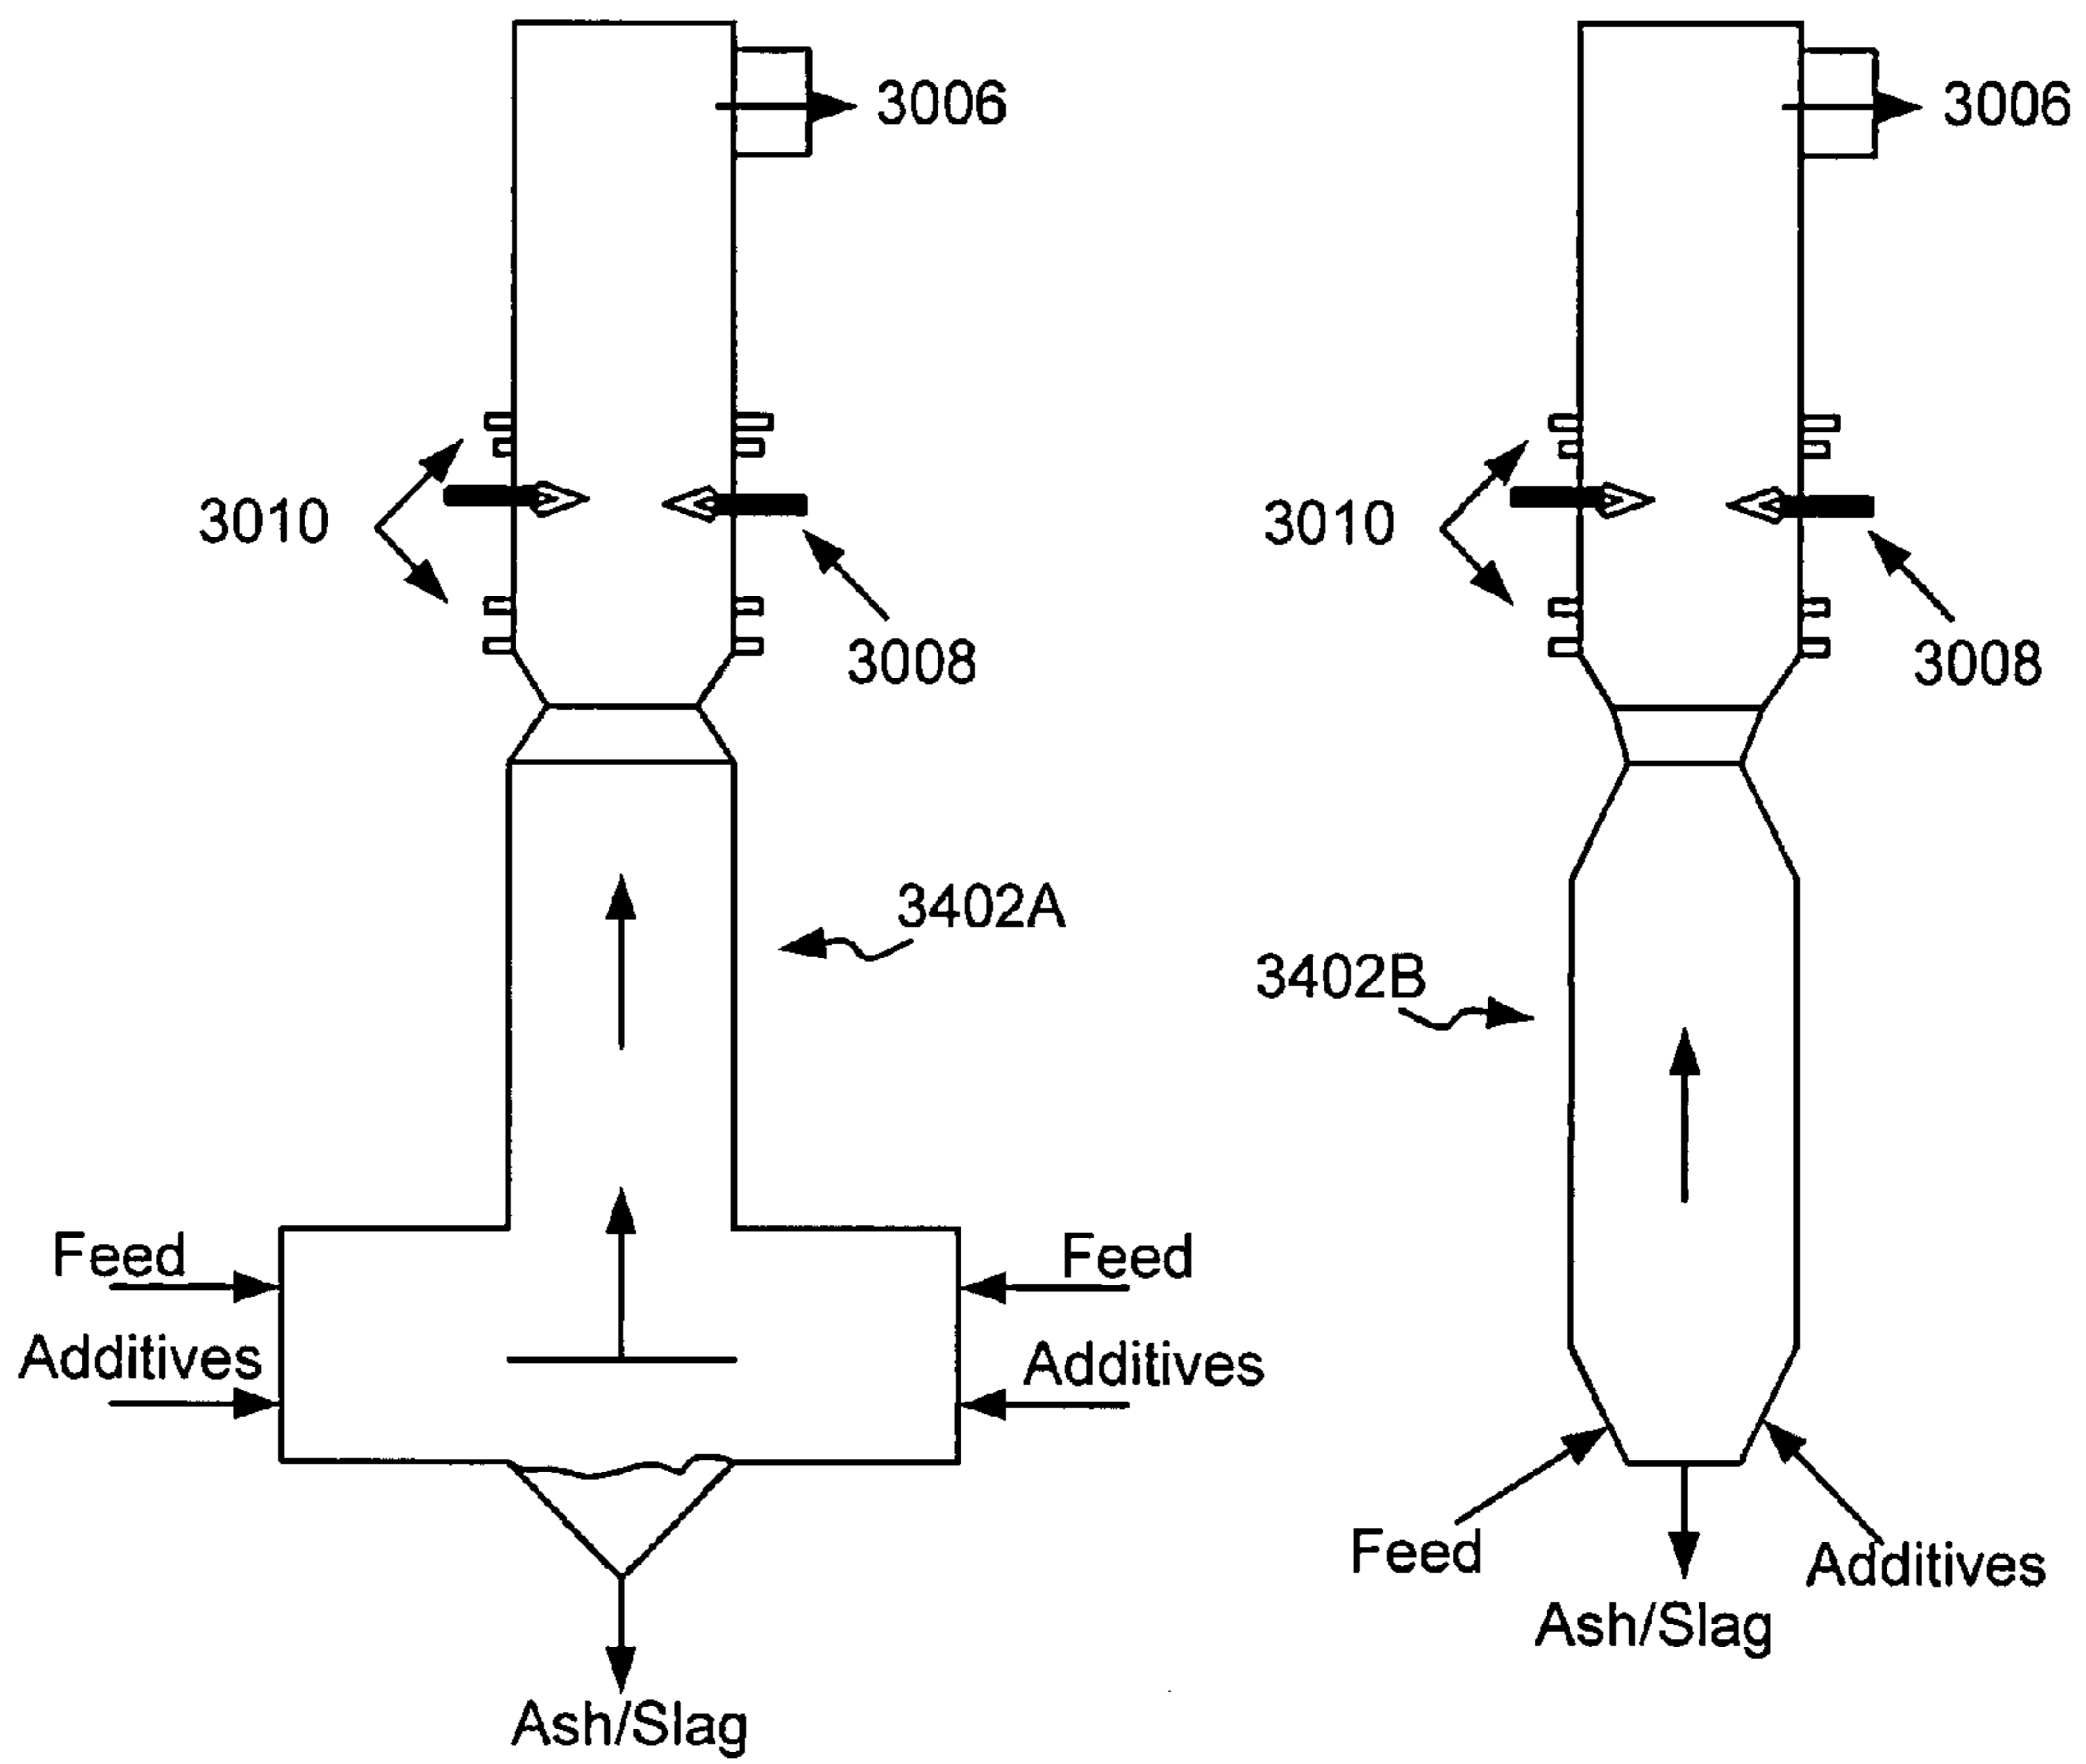 3006
3006
3010
3010
3008
3008
3402A
3402B
Feed
Feed
Additives
Additives
Feed
Additives
Ash/Slag
Ash/Slag